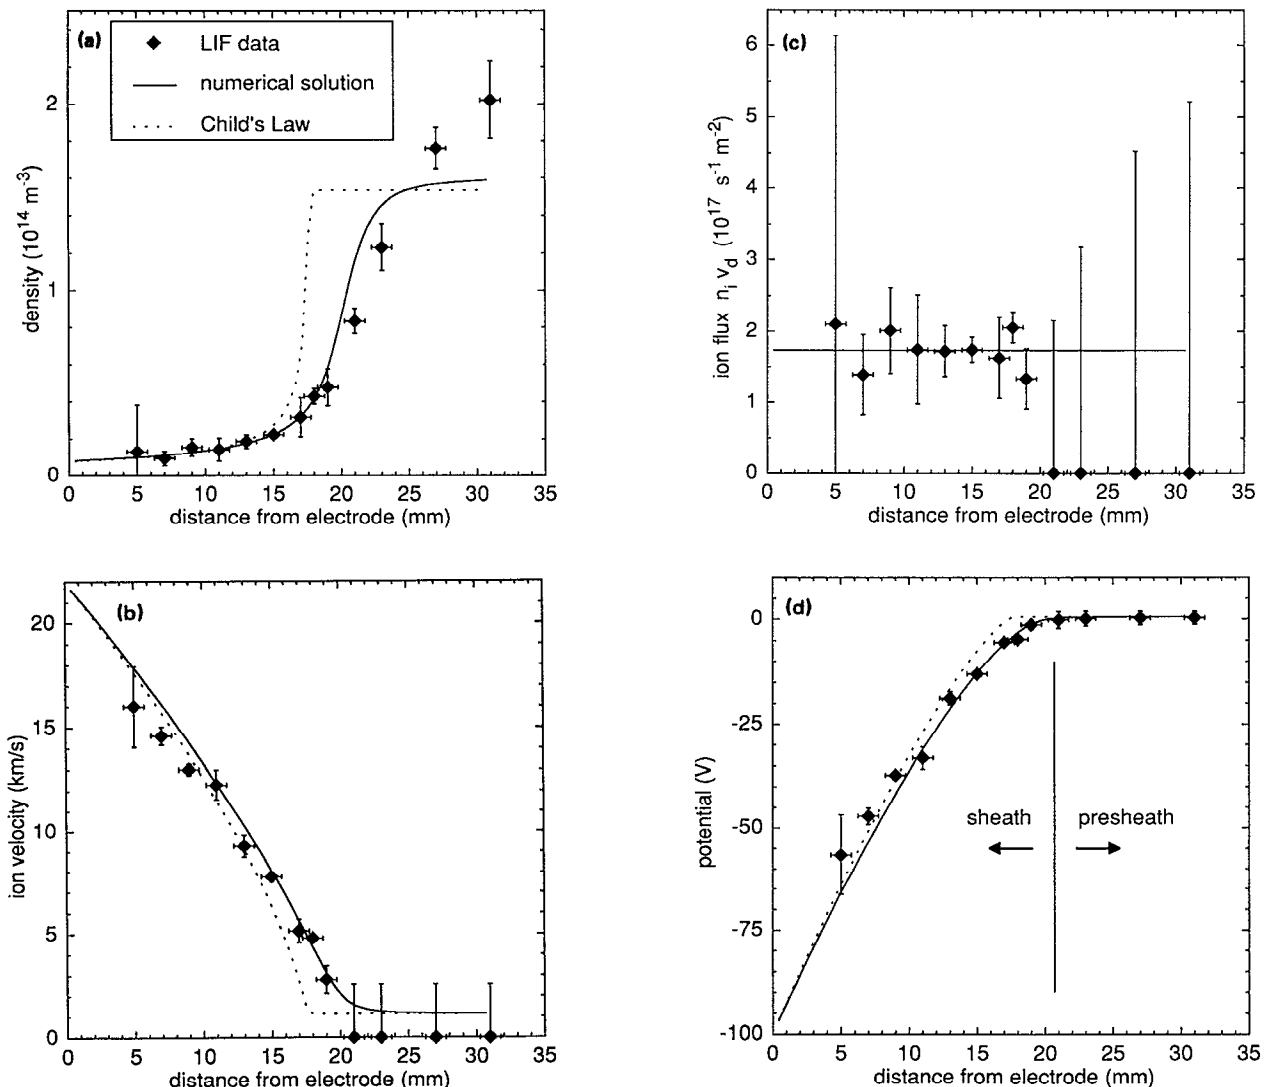 (a)
LIF data
numerical solution
Child's Law
2
1
0
density (10^14 m^-3)
0 5 10 15 20 25 30 35
distance from electrode (mm)
(c)
6
5
4
3
2
1
0
ion flux n_i v_d (10^17 s^-1 m^-2)
0 5 10 15 20 25 30 35
distance from electrode (mm)
(b)
20
15
10
5
0
ion velocity (km/s)
0 5 10 15 20 25 30 35
distance from electrode (mm)
(d)
0
-25
-50
-75
-100
potential (V)
sheath presheath
0 5 10 15 20 25 30 35
distance from electrode (mm)